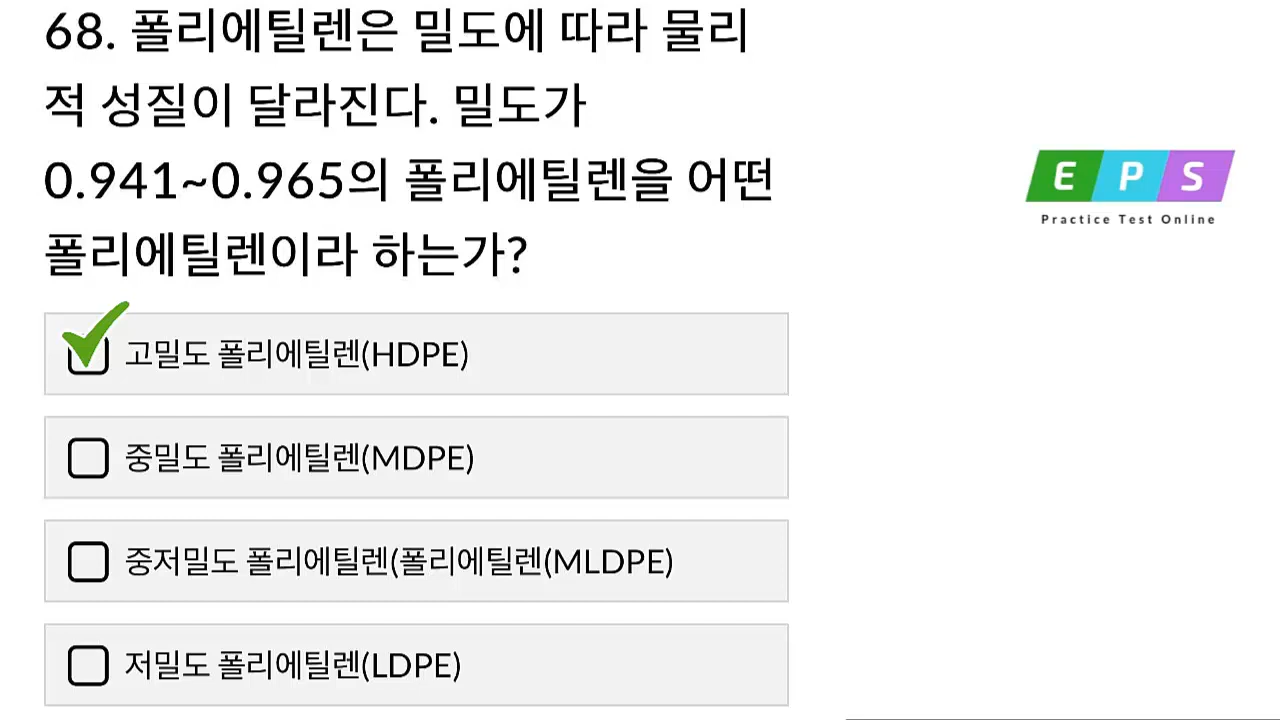 68. 폴리에틸렌은 밀도에 따라 물리
적 성질이 달라진다. 밀도가
0.941~0.965의 폴리에틸렌을 어떤
폴리에틸렌이라 하는가?
EPS
Practice Test Online
고밀도 폴리에틸렌(HDPE)
중밀도 폴리에틸렌(MDPE)
중저밀도 폴리에틸렌(폴리에틸렌(MLDPE)
저밀도 폴리에틸렌(LDPE)